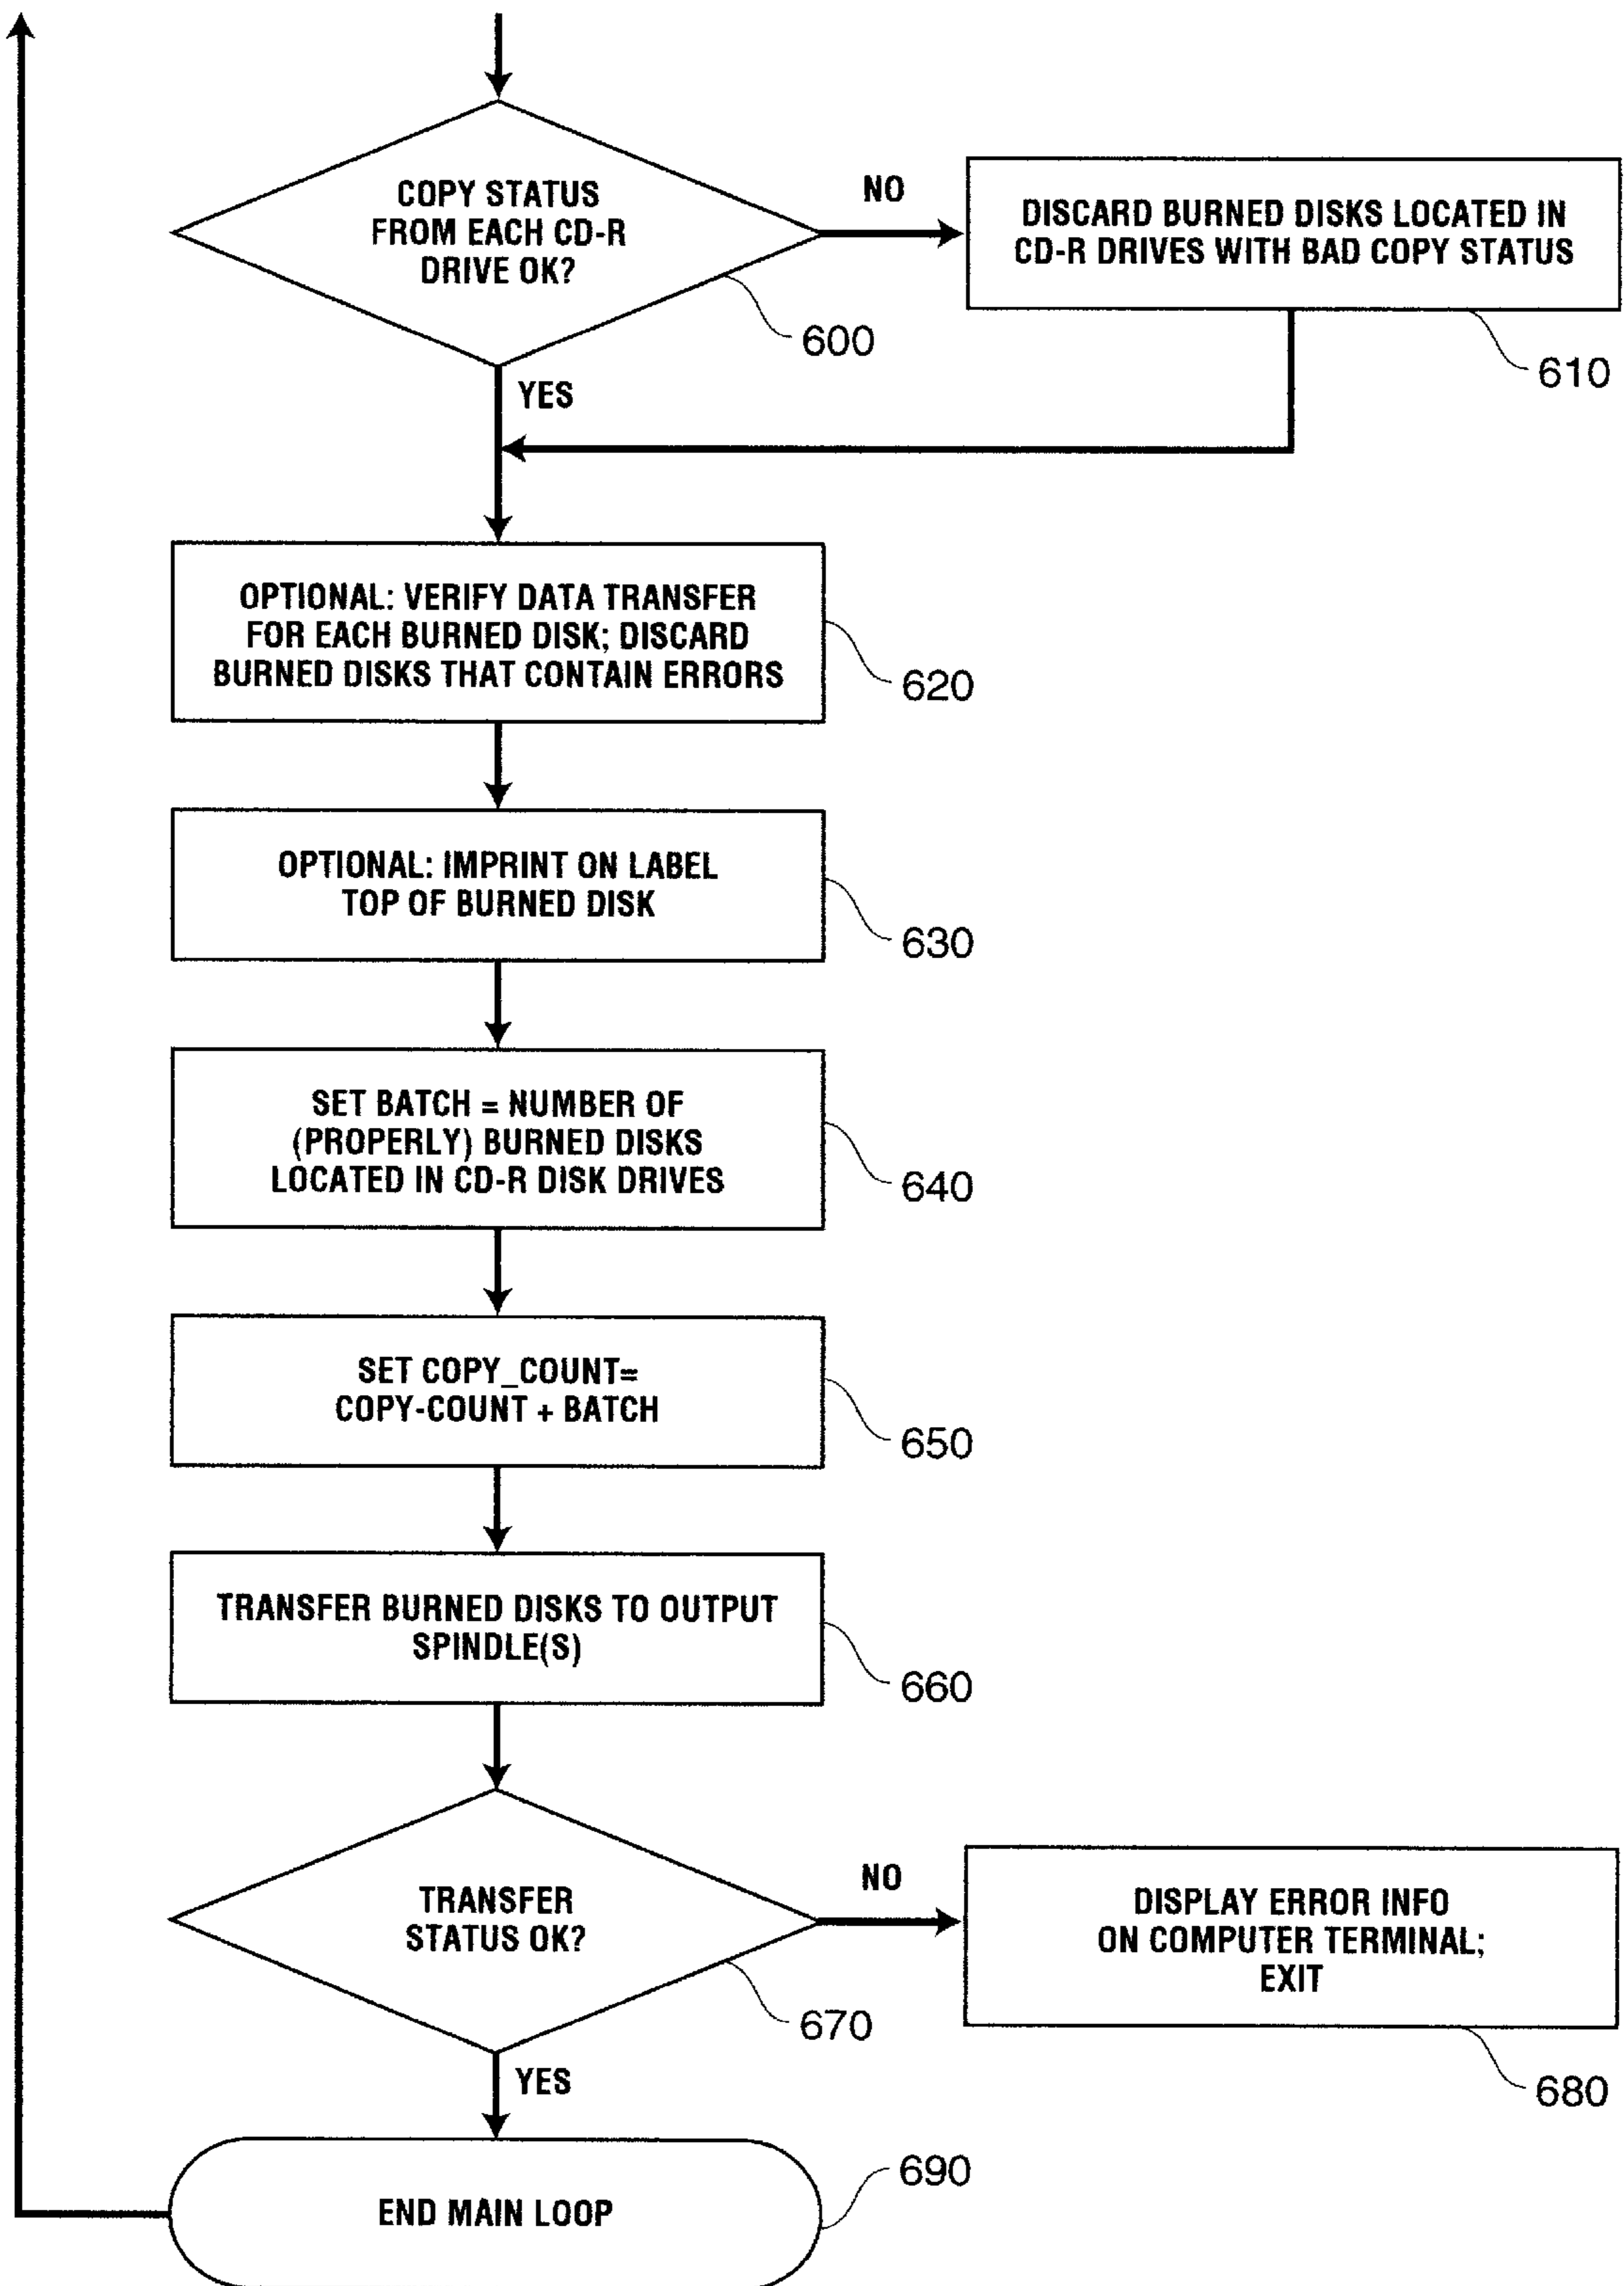 COPY STATUS
FROM EACH CD-R
DRIVE OK?
600
NO
DISCARD BURNED DISKS LOCATED IN
CD-R DRIVES WITH BAD COPY STATUS
610
YES
OPTIONAL: VERIFY DATA TRANSFER
FOR EACH BURNED DISK; DISCARD
BURNED DISKS THAT CONTAIN ERRORS
620
OPTIONAL: IMPRINT ON LABEL
TOP OF BURNED DISK
630
SET BATCH = NUMBER OF
(PROPERLY) BURNED DISKS
LOCATED IN CD-R DISK DRIVES
640
SET COPY_COUNT=
COPY-COUNT + BATCH
650
TRANSFER BURNED DISKS TO OUTPUT
SPINDLE(S)
660
TRANSFER
STATUS OK?
670
NO
DISPLAY ERROR INFO
ON COMPUTER TERMINAL;
EXIT
680
YES
END MAIN LOOP
690